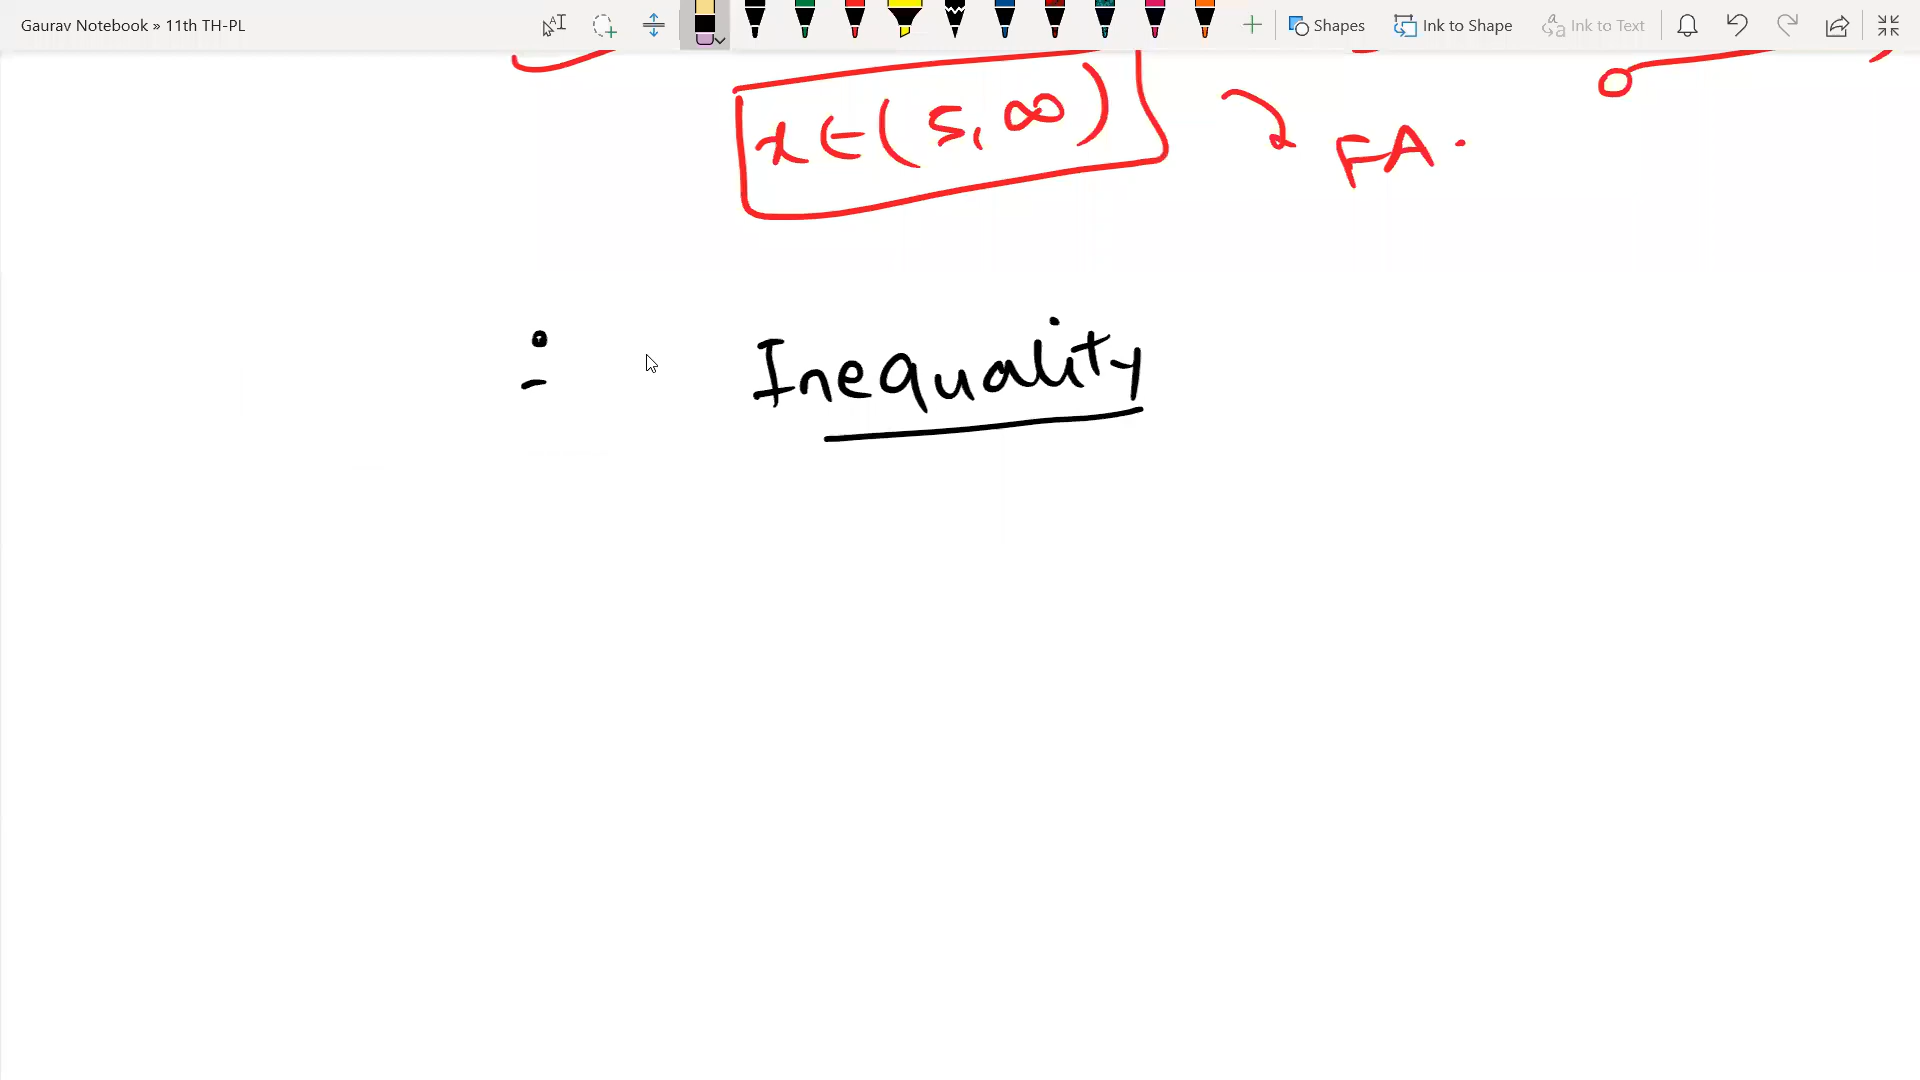 Gaurav Notebook » 11th TH-PL
Shapes
Ink to Shape
Ink to Text
x ∈ (5, ∞)
FA.
Inequality